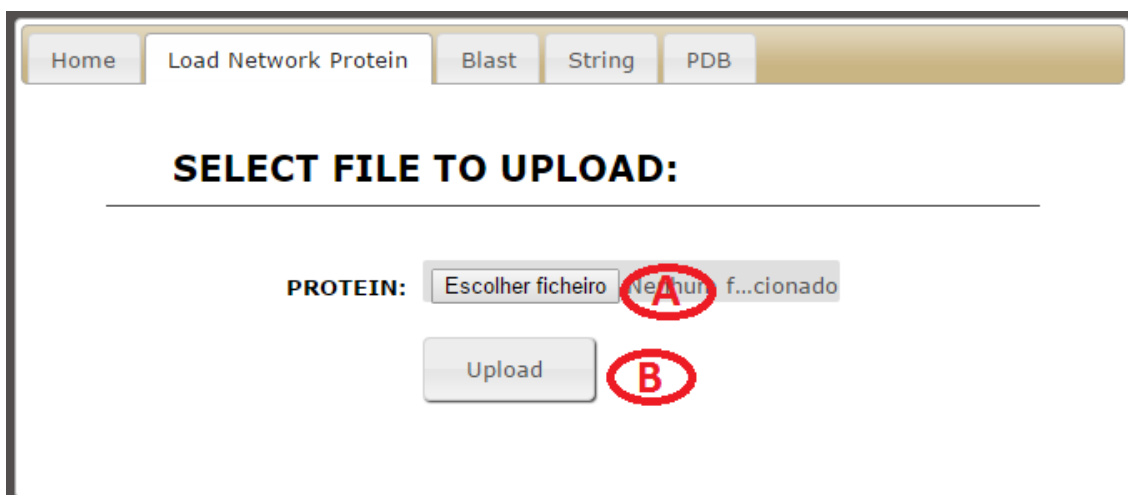 Home Load Network Protein Blast String PDB
SELECT FILE TO UPLOAD:
PROTEIN: Escolher ficheiro A f...cionado
Upload B